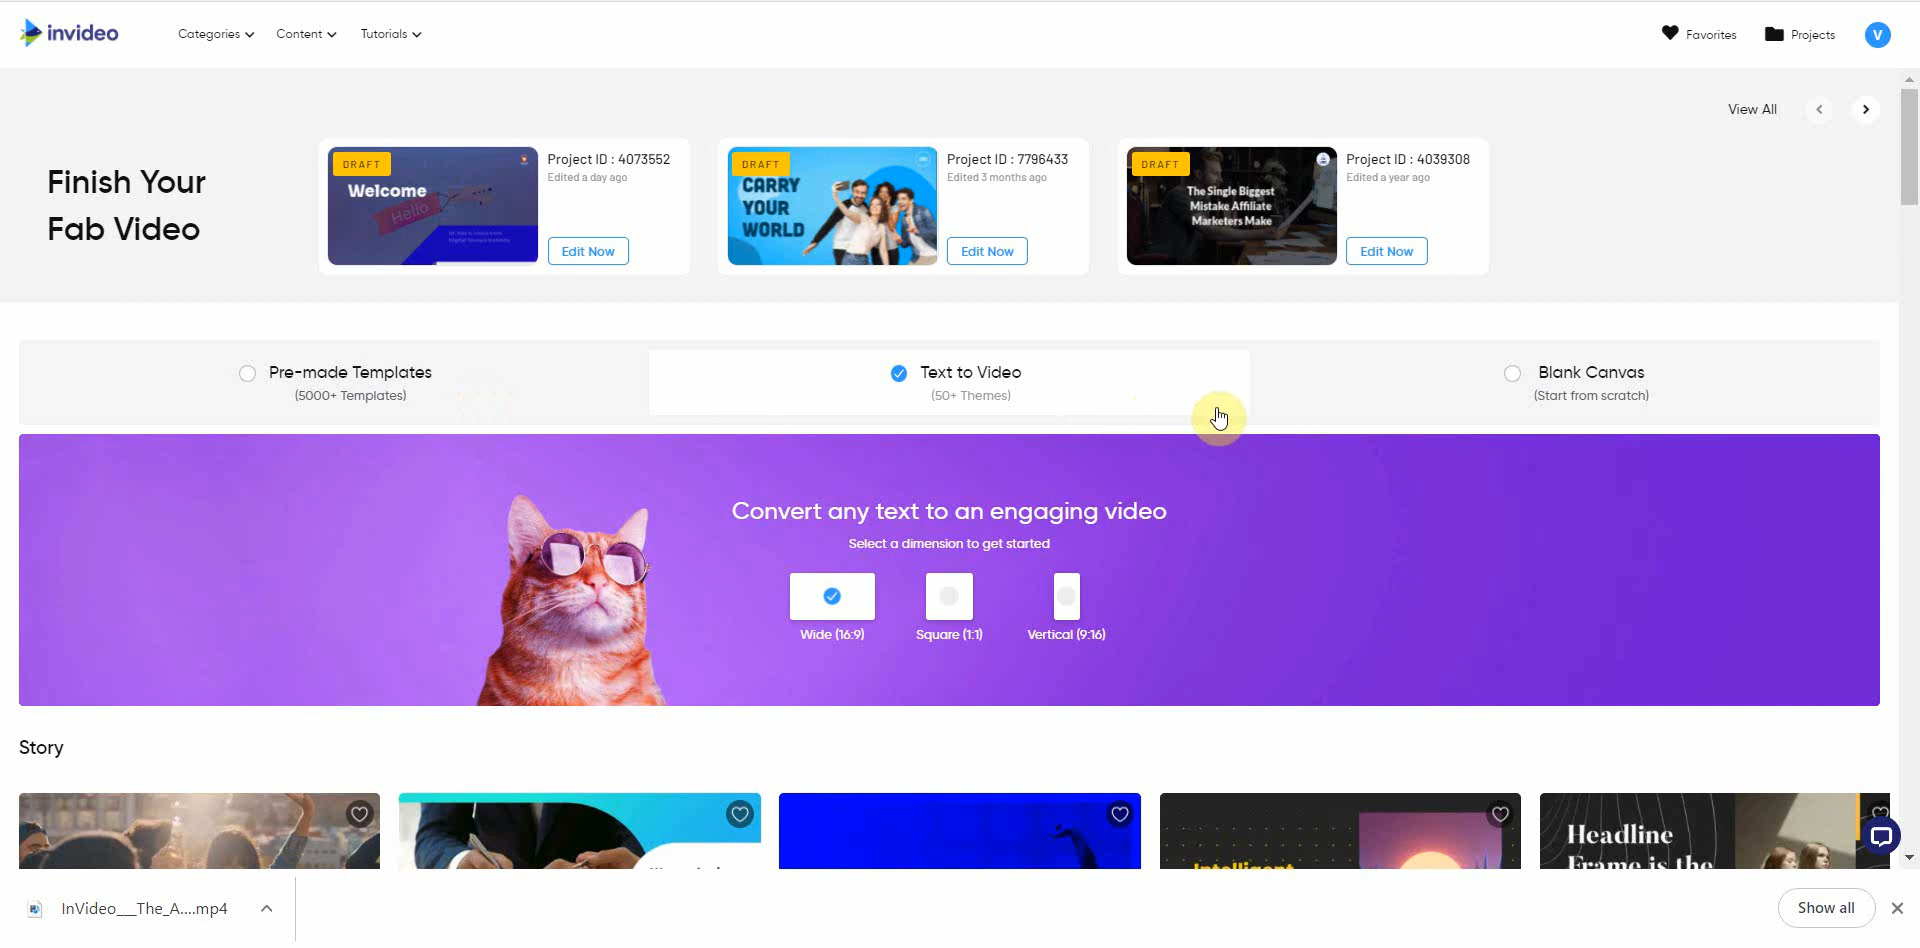 invideo
Categories
Content
Tutorials
Favorites
Projects
V
View All
Finish Your
Fab Video
DRAFT
Welcome
Hello
Project ID : 4073552
Edited a day ago
Edit Now
DRAFT
CARRY
YOUR
WORLD
Project ID : 7796433
Edited 3 months ago
Edit Now
DRAFT
The Single Biggest
Mistake Affiliate
Marketers Make
Project ID : 4039308
Edited a year ago
Edit Now
Pre-made Templates
(5000+ Templates)
Text to Video
(50+ Themes)
Blank Canvas
(Start from scratch)
Convert any text to an engaging video
Select a dimension to get started
Wide (16:9)
Square (1:1)
Vertical (9:16)
Story
Intelligent
Headline
Frame is the
InVideo__The_A....mp4
Show all